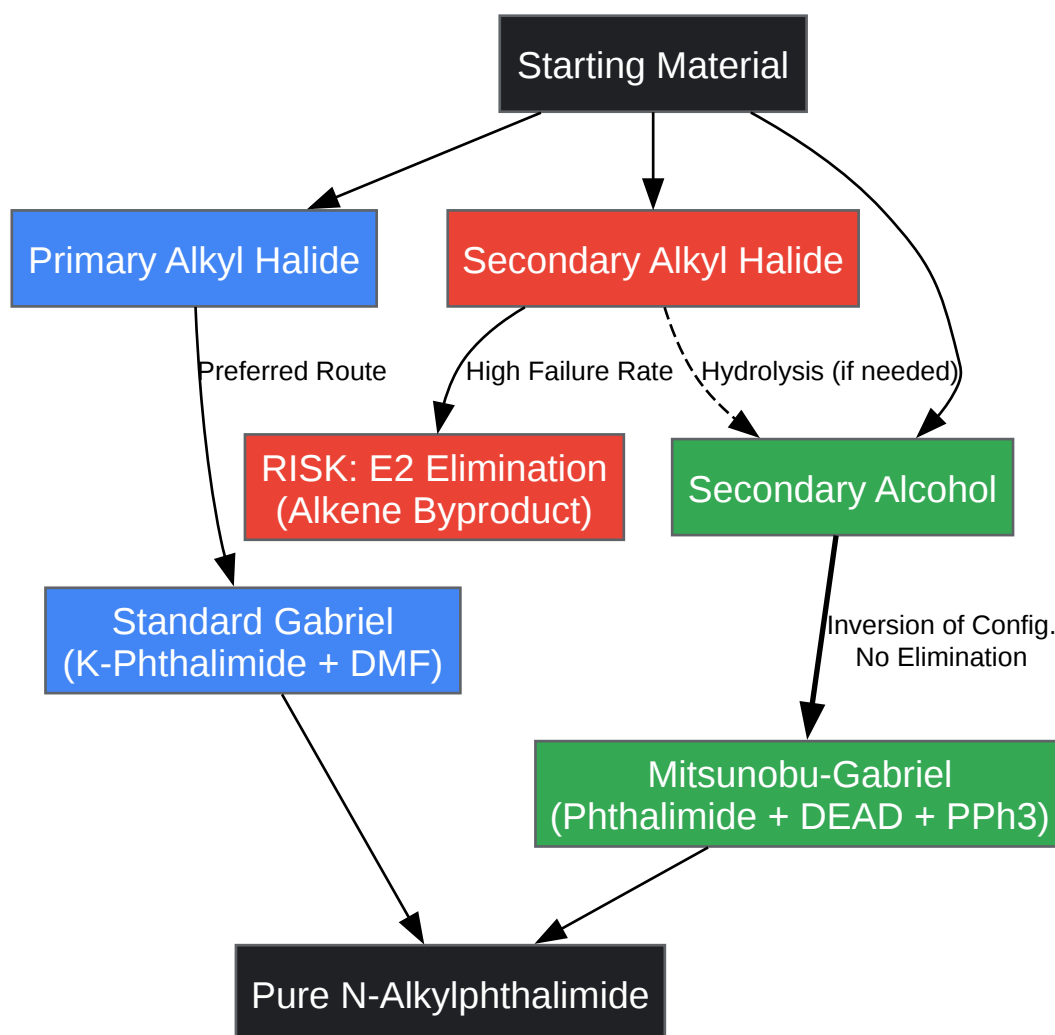 Starting Material
Primary Alkyl Halide
Secondary Alkyl Halide
Preferred Route
High Failure Rate
Hydrolysis (if needed)
RISK: E2 Elimination
(Alkene Byproduct)
Secondary Alcohol
Standard Gabriel
(K-Phthalimide + DMF)
Inversion of Config.
No Elimination
Mitsunobu-Gabriel
(Phthalimide + DEAD + PPh3)
Pure N-Alkylphthalimide